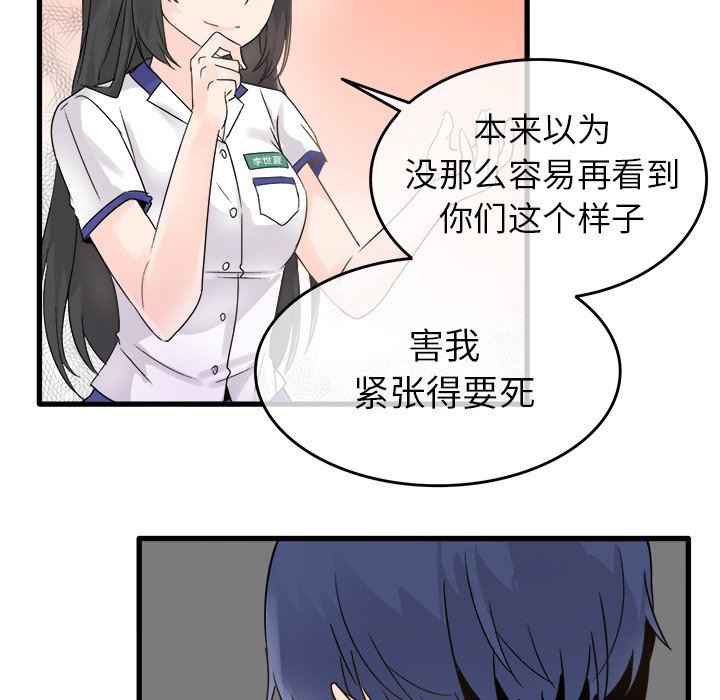 李世夏
本来以为
没那么容易再看到
你们这个样子
害我
紧张得要死